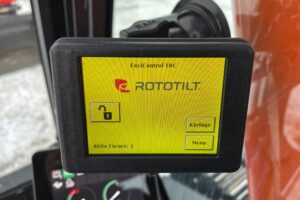 ExciControl TRC
ROTOTILT
Körläge
Meny
Aktiv Förare: 1